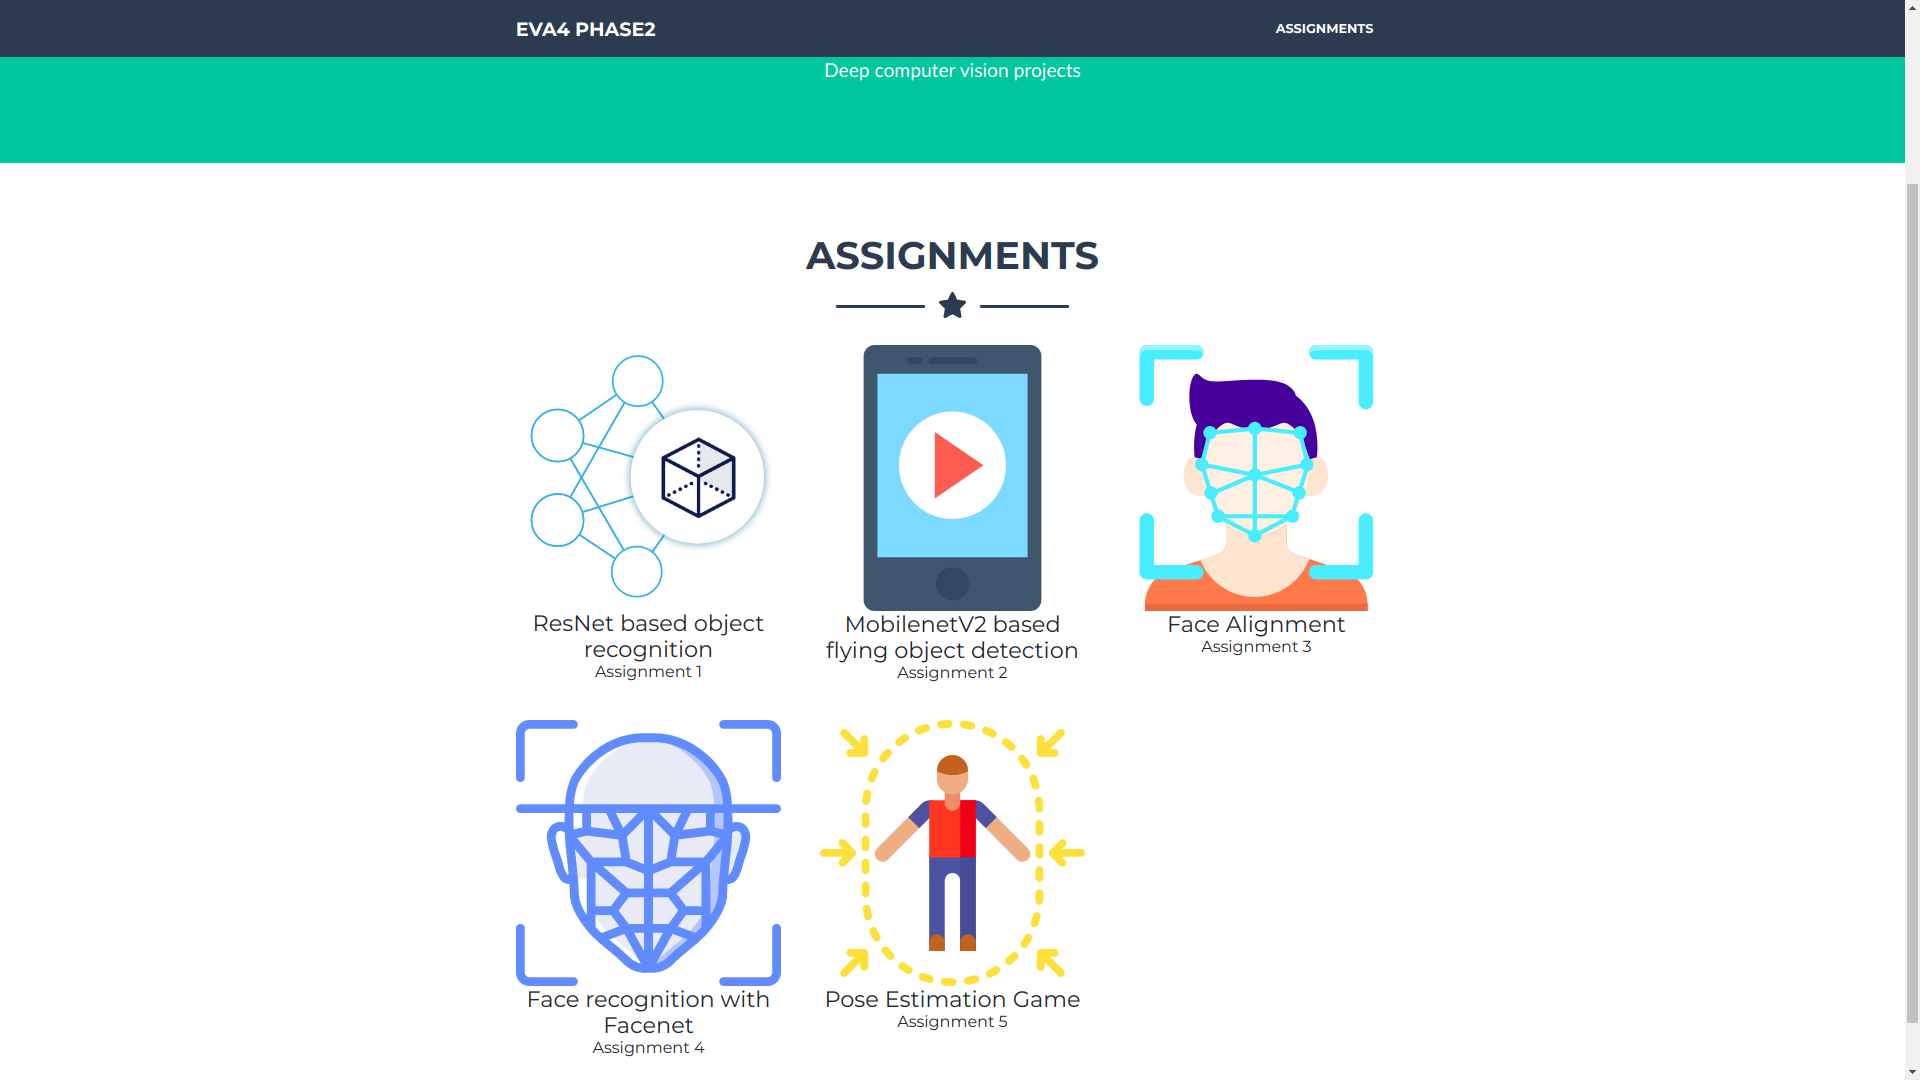 EVA4 PHASE2
ASSIGNMENTS
Deep computer vision projects
ASSIGNMENTS
ResNet based object
recognition
Assignment 1
MobilenetV2 based
flying object detection
Assignment 2
Face Alignment
Assignment 3
Face recognition with
Facenet
Assignment 4
Pose Estimation Game
Assignment 5